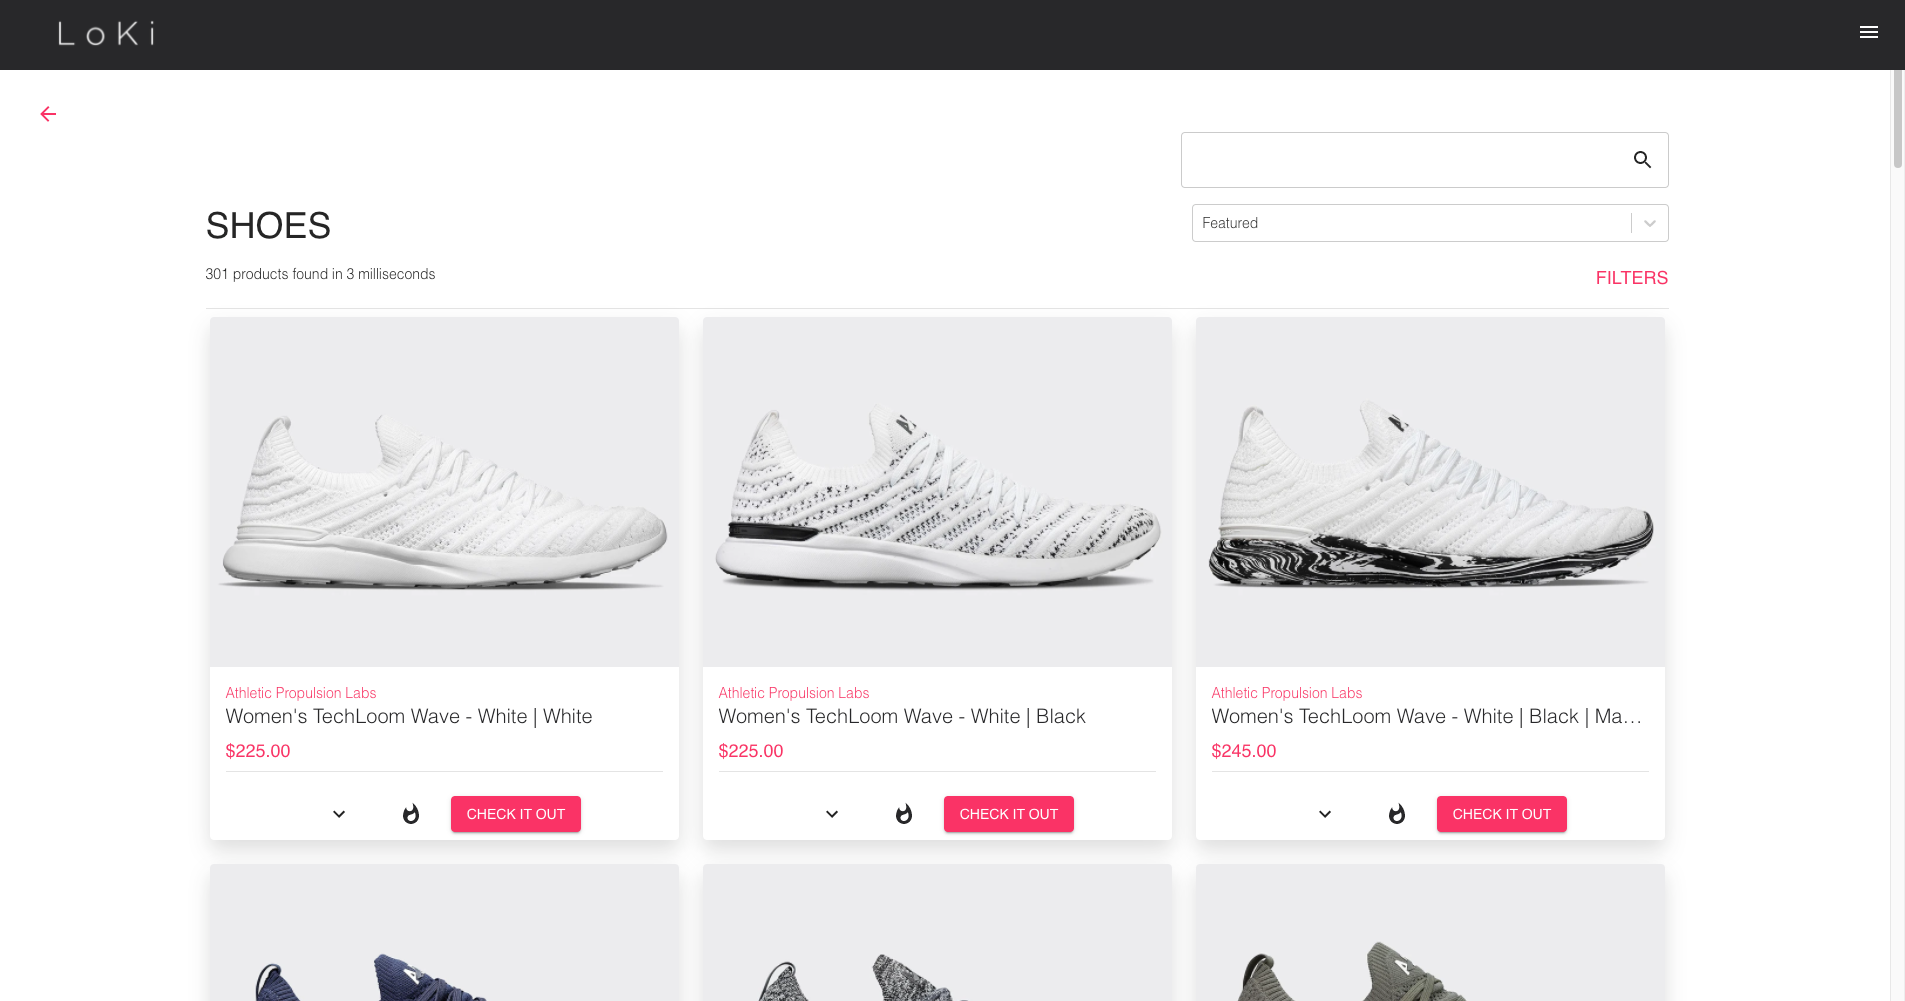 LoKi
SHOES
Featured
301 products found in 3 milliseconds
FILTERS
Athletic Propulsion Labs
Women's TechLoom Wave - White | White
$225.00
CHECK IT OUT
Athletic Propulsion Labs
Women's TechLoom Wave - White | Black
$225.00
CHECK IT OUT
Athletic Propulsion Labs
Women's TechLoom Wave - White | Black | Ma...
$245.00
CHECK IT OUT